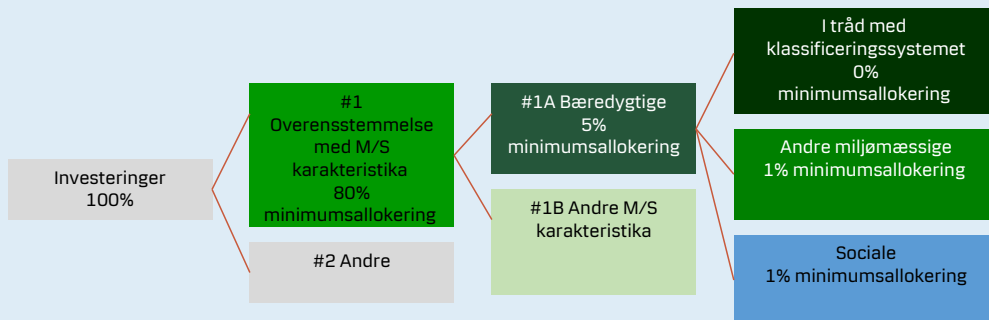 Investeringer
100%
#1
Overensstemmelse
med M/S
karakteristika
80%
minimumsallokering
#2 Andre
#1A Bæredygtige
5%
minimumsallokering
#1B Andre M/S
karakteristika
I tråd med
klassificeringssystemet
0%
minimumsallokering
Andre miljømæssige
1% minimumsallokering
Sociale
1% minimumsallokering